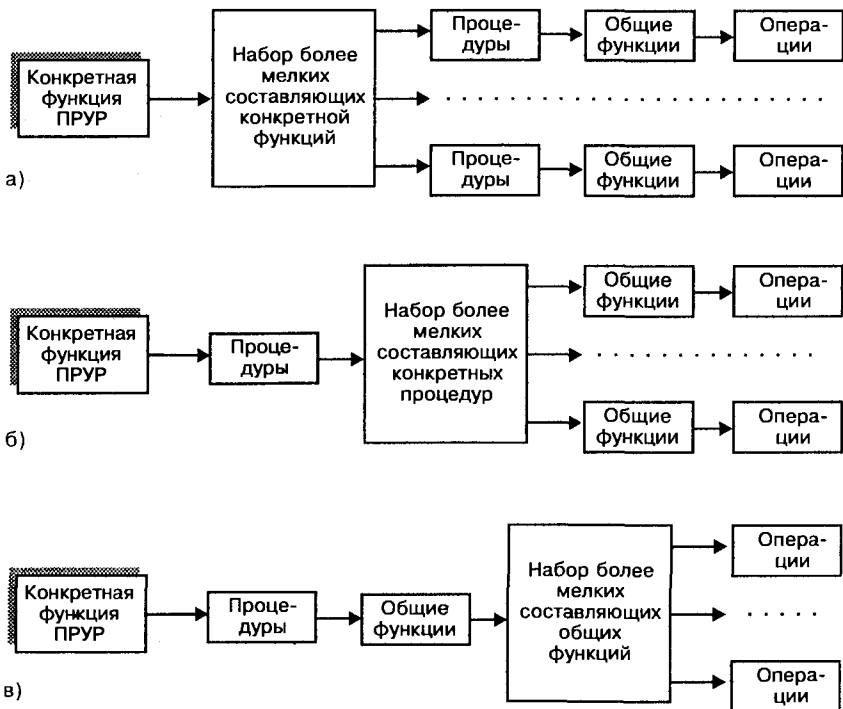 Конкретная
функция
ПРУР
Набор более
мелких
составляющих
конкретной
функций
Проце-
дуры
Общие
функции
Опера-
ции
. . . . . . . . . . . . . . . . . . . . . . . .
Проце-
дуры
Общие
функции
Опера-
ции
а)
Конкретная
функция
ПРУР
Проце-
дуры
Набор более
мелких
составляющих
конкретных
процедур
Общие
функции
Опера-
ции
. . . . . . . . . . . . . .
Общие
функции
Опера-
ции
б)
Конкретная
функция
ПРУР
Проце-
дуры
Общие
функции
Набор более
мелких
составляющих
общих
функций
Опера-
ции
. . . . .
Опера-
ции
в)